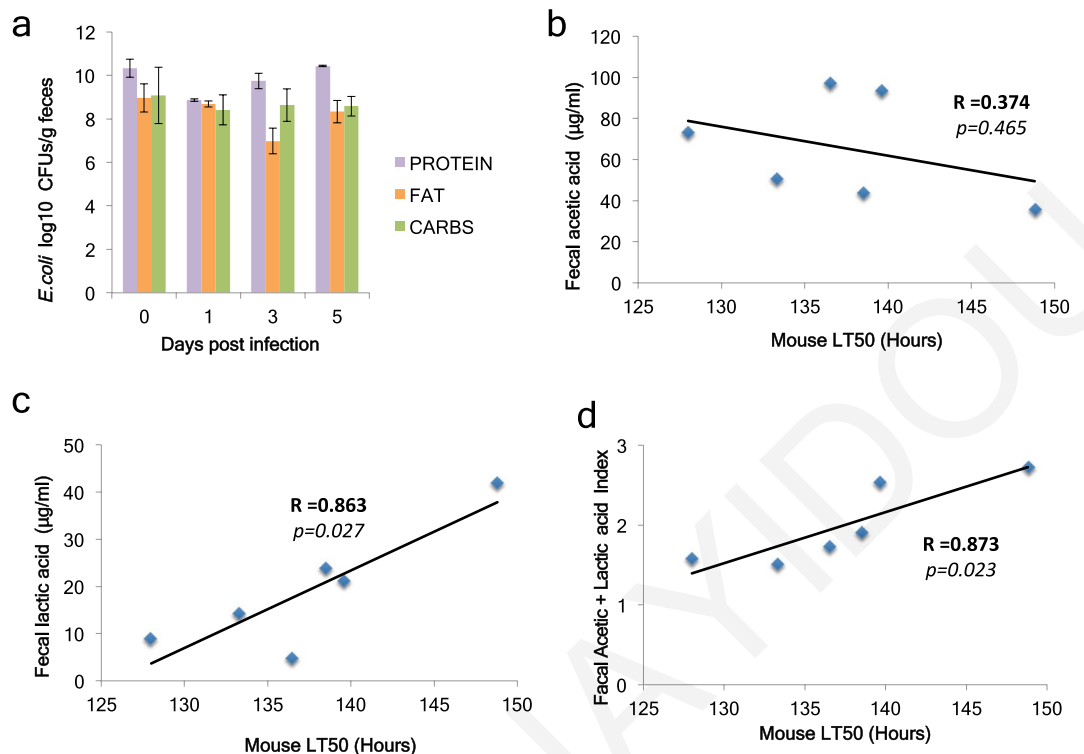 a
12
10
8
6
4
2
0
E.coli log10 CFUs/g feces
0 1 3 5
Days post infection
PROTEIN
FAT
CARBS
b
120
100
80
60
40
20
0
Fecal acetic acid (µg/ml)
R =0.374
p=0.465
125 130 135 140 145 150
Mouse LT50 (Hours)
c
50
40
30
20
10
0
Fecal lactic acid (µg/ml)
R =0.863
p=0.027
125 130 135 140 145 150
Mouse LT50 (Hours)
d
3
2
1
0
Facal Acetic + Lactic acid Index
R =0.873
p=0.023
125 130 135 140 145 150
Mouse LT50 (Hours)